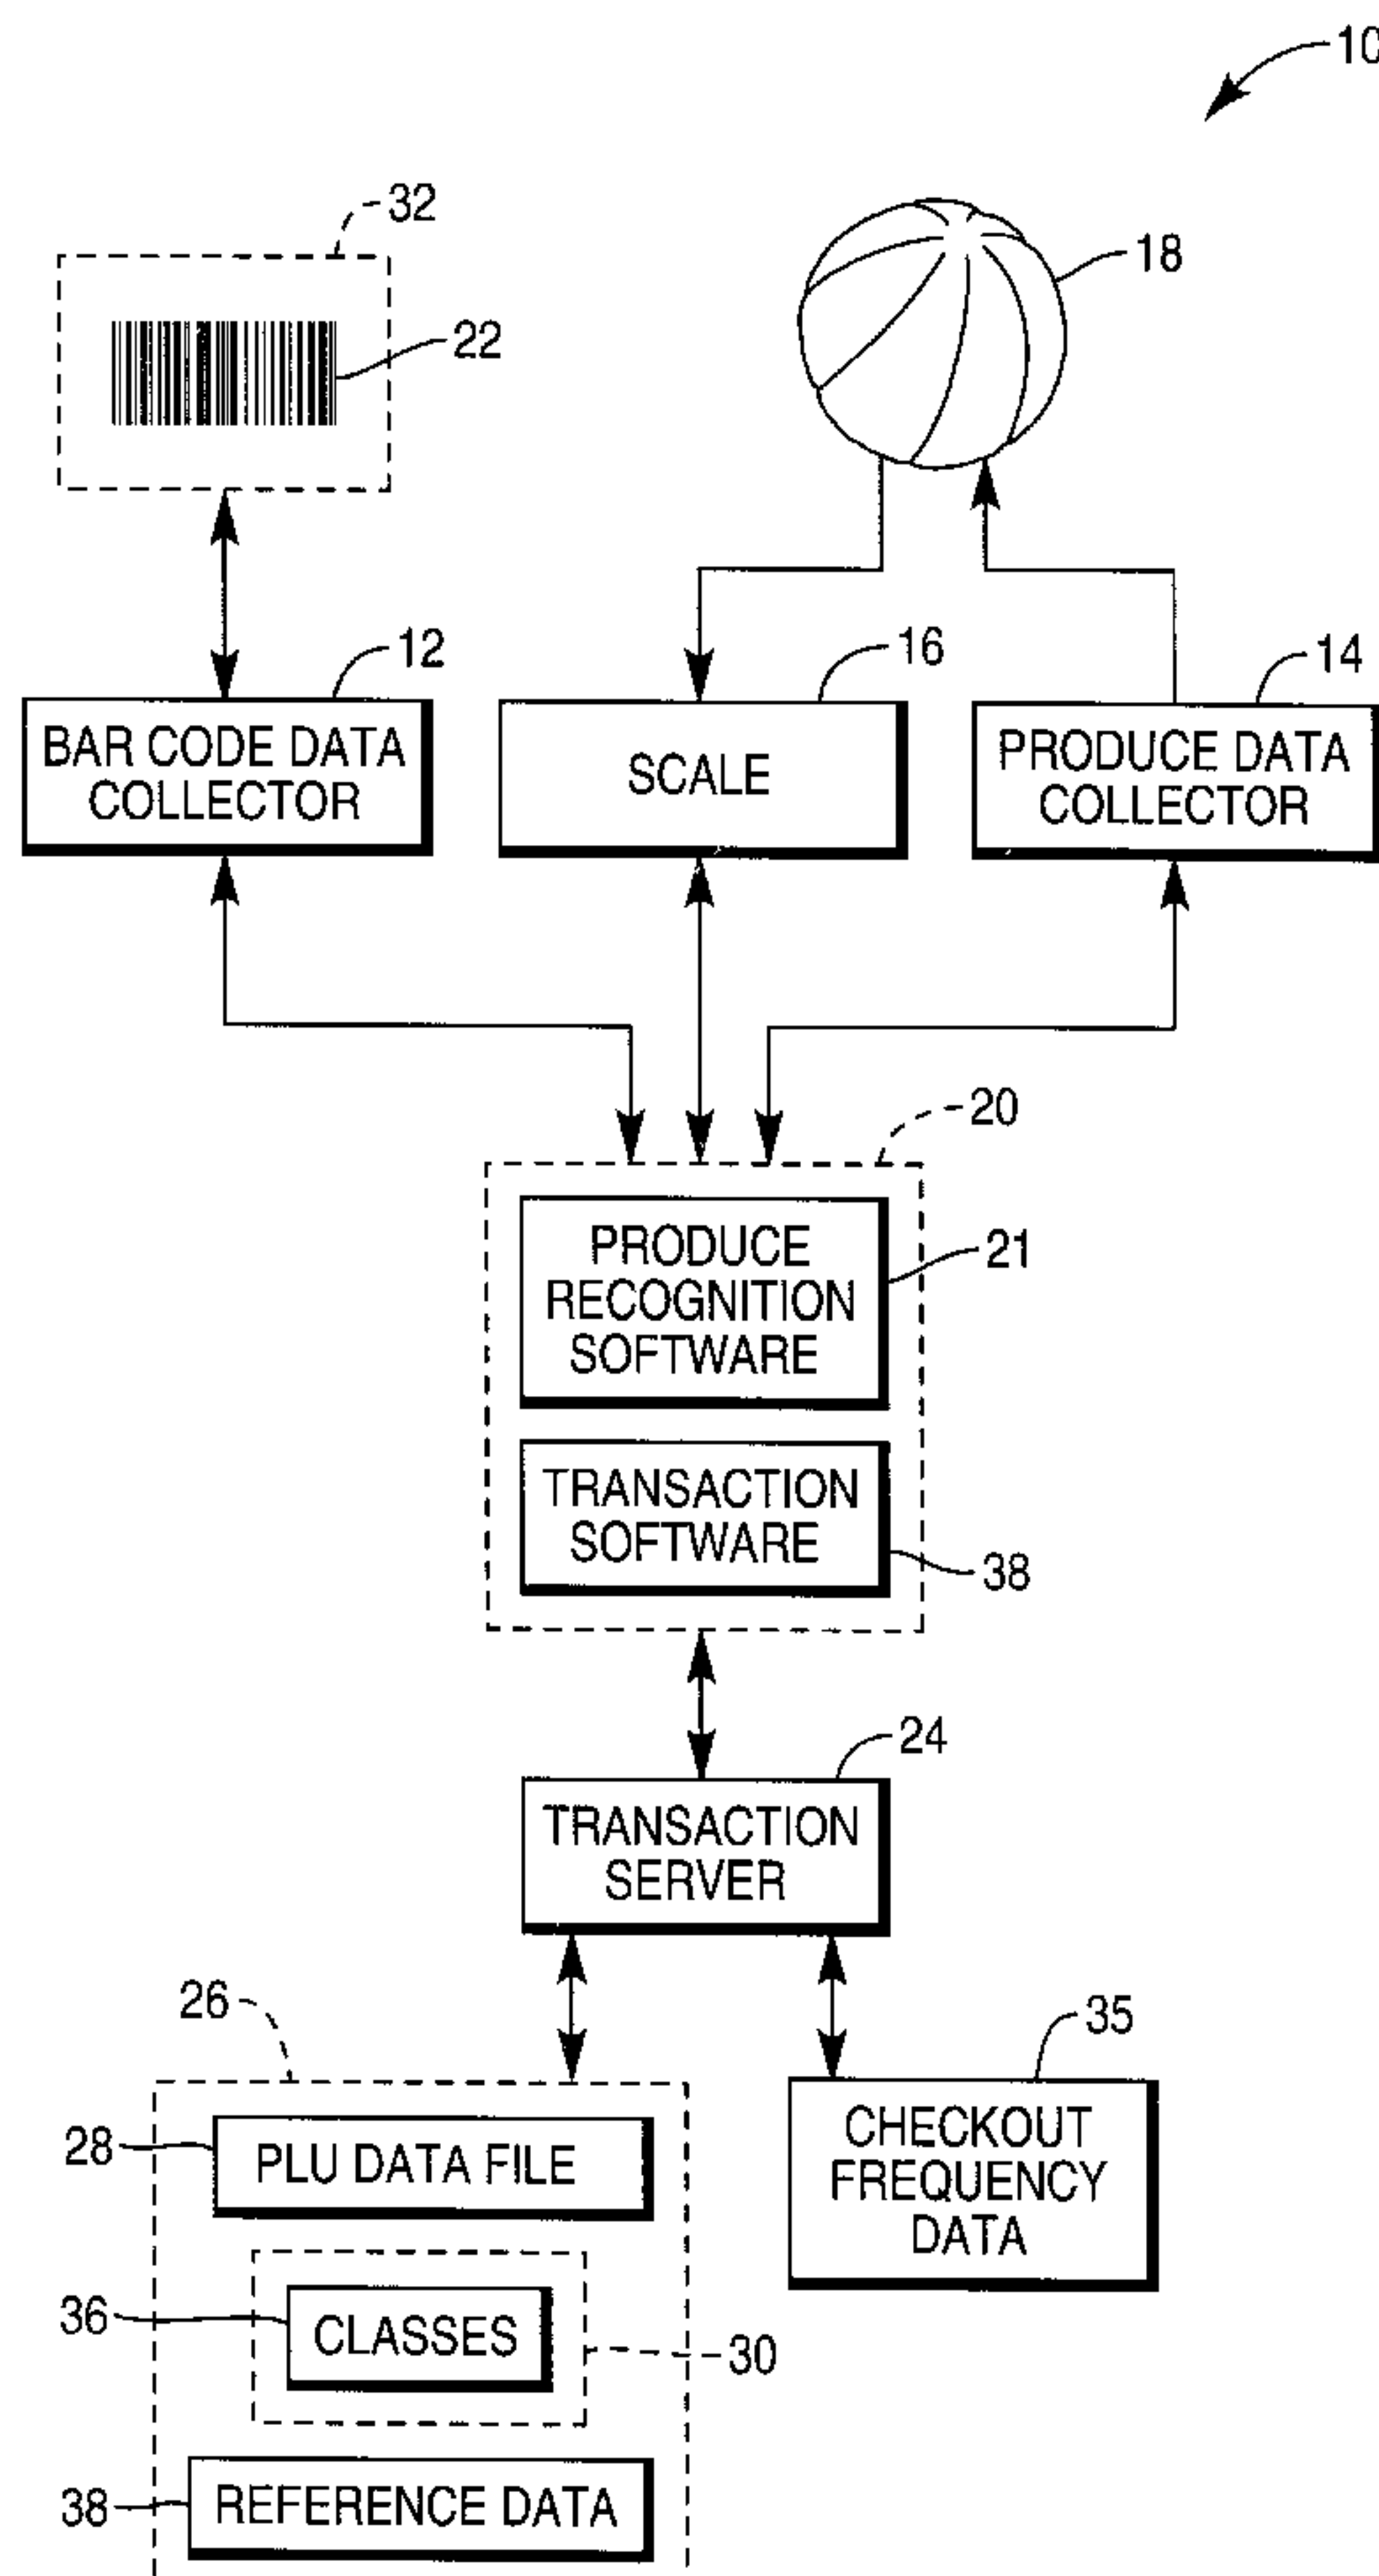 10
32
18
22
12
16
14
BAR CODE DATA
COLLECTOR
SCALE
PRODUCE DATA
COLLECTOR
20
PRODUCE
RECOGNITION
SOFTWARE
21
TRANSACTION
SOFTWARE
38
24
TRANSACTION
SERVER
26
35
28
PLU DATA FILE
CHECKOUT
FREQUENCY
DATA
36
CLASSES
30
38
REFERENCE DATA